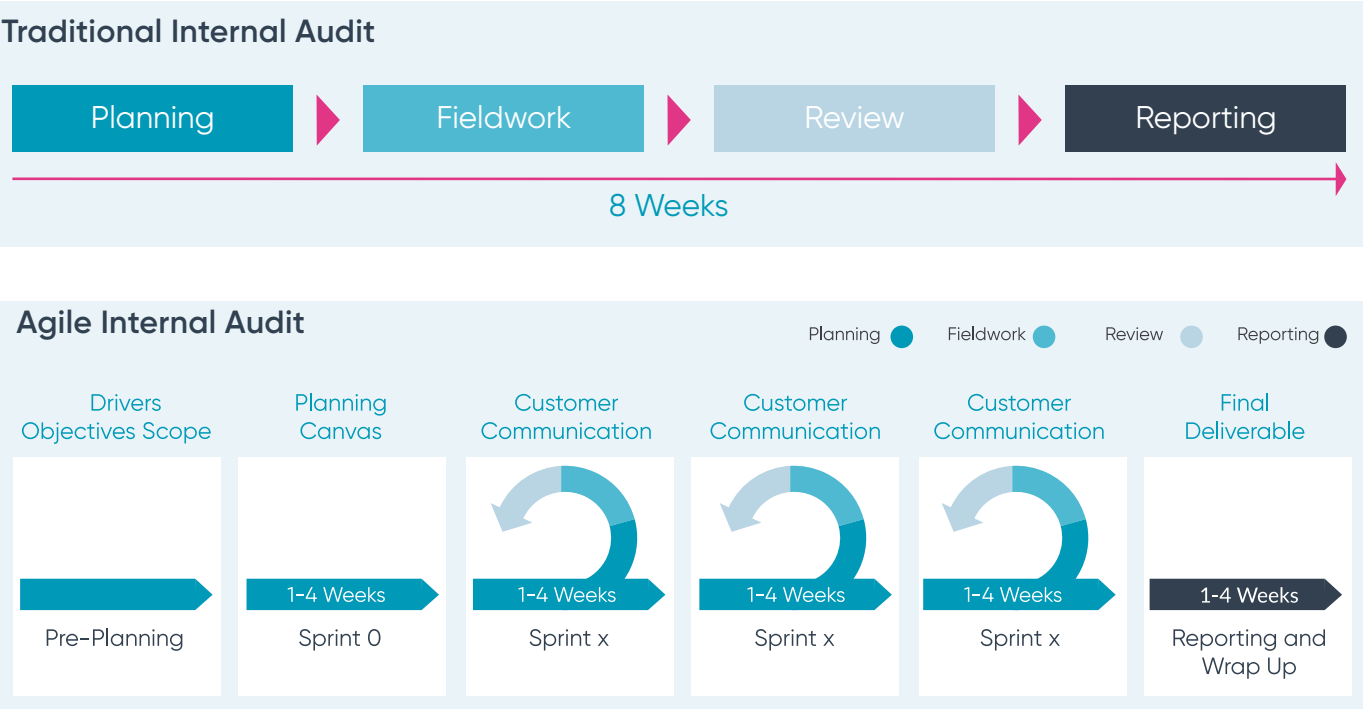 Traditional Internal Audit
Planning
Fieldwork
Review
Reporting
8 Weeks
Agile Internal Audit
Planning
Fieldwork
Review
Reporting
Drivers
Objectives Scope
Planning
Canvas
Customer
Communication
Customer
Communication
Customer
Communication
Final
Deliverable
1-4 Weeks
1-4 Weeks
1-4 Weeks
1-4 Weeks
1-4 Weeks
Pre-Planning
Sprint 0
Sprint x
Sprint x
Sprint x
Reporting and
Wrap Up